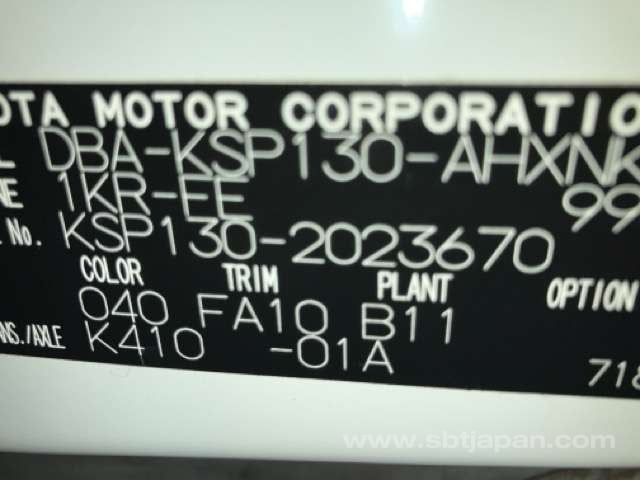 OTA MOTOR CORPORATIO
L DBA-KSP130-AHXNK
NE 1KR-FE 99
E No. KSP130-2023670
COLOR TRIM PLANT OPTION
040 FA10 B11
ANS./AXLE K410 -01A
718
www.sbtjapan.com